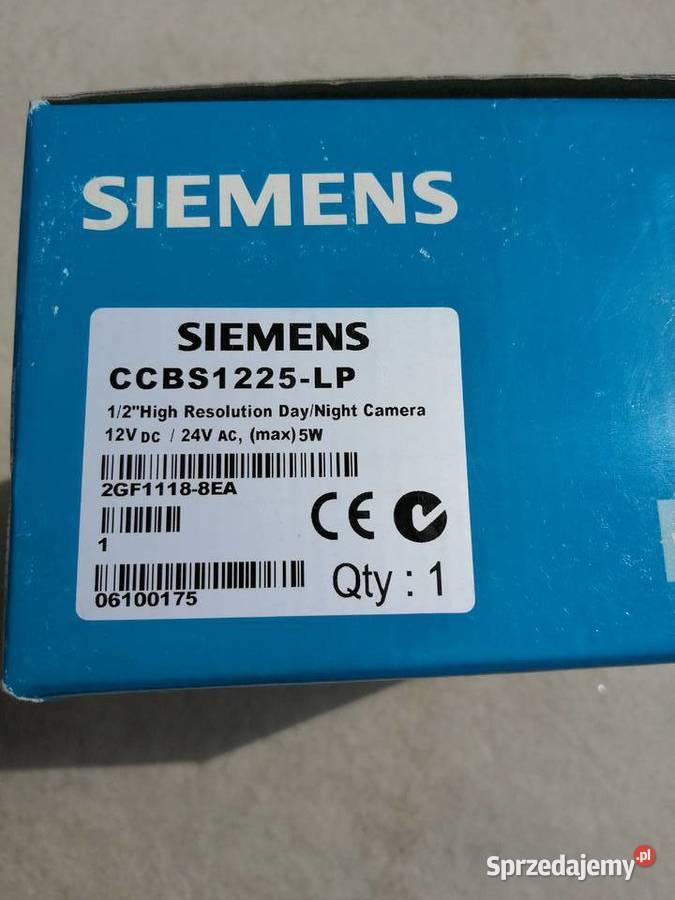 SIEMENS
SIEMENS
CCBS1225-LP
1/2"High Resolution Day/Night Camera
12V DC / 24V AC, (max) 5W
2GF1118-8EA
1
06100175
CE
Qty : 1
Sprzedajemy.pl